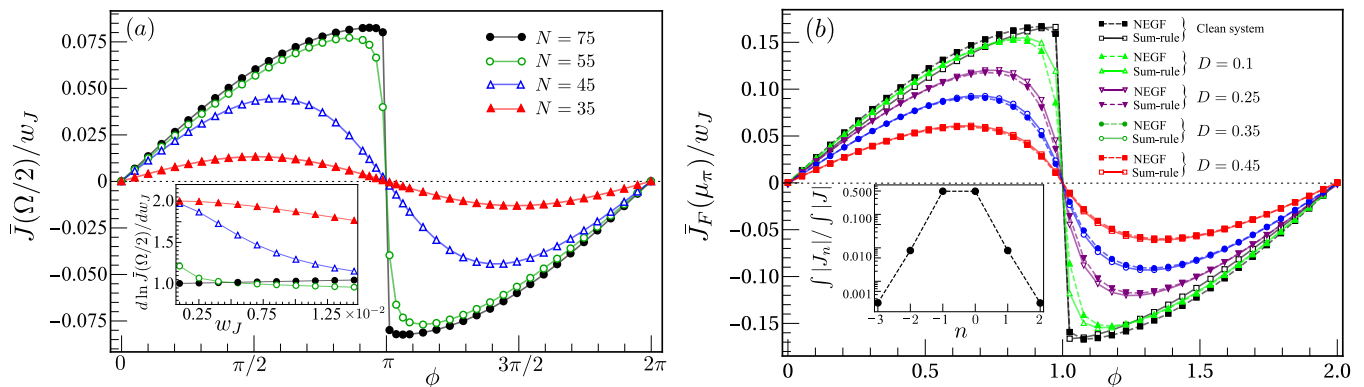 (a)
N = 75
N = 55
N = 45
N = 35
J̄(Ω/2)/w_J
0.075
0.050
0.025
0
−0.025
−0.050
−0.075
0
π/2
π
3π/2
2π
ϕ
d ln J̄(Ω/2)/dw_J
2.0
1.5
1.0
0.25
0.75
1.25 × 10⁻²
w_J
(b)
NEGF
Sum-rule
Clean system
NEGF
Sum-rule
D = 0.1
NEGF
Sum-rule
D = 0.25
NEGF
Sum-rule
D = 0.35
NEGF
Sum-rule
D = 0.45
J̄_F(μ_π)/w_J
0.15
0.10
0.05
0
−0.05
−0.10
−0.15
0
0.5
1.0
1.5
2.0
ϕ
∫|J_n|/∫|J|
0.500
0.100
0.010
0.001
−3
−2
−1
0
1
2
n